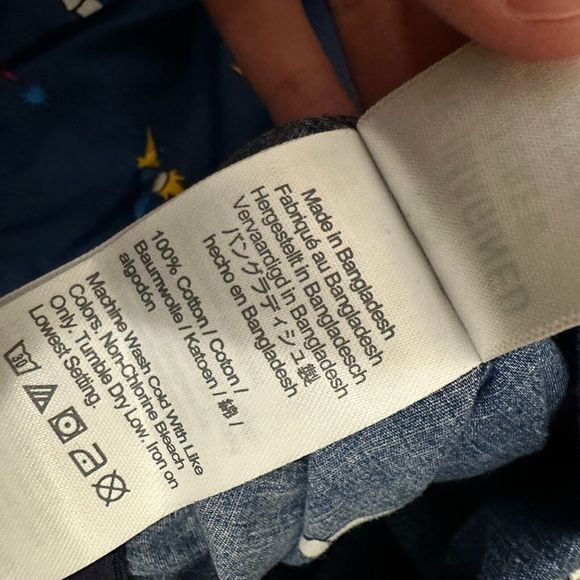 Made in Bangladesh
Fabriqué au Bangladesh
Hergestellt in Bangladesch
Vervaardigd in Bangladesh
バングラディシュ製
hecho en Bangladesh
100% Cotton / Coton /
Baumwolle / Katoen / 綿 /
algodón
Machine Wash Cold With Like
Colors. Non-Chlorine Bleach
Only. Tumble Dry Low. Iron on
Lowest Setting.
30